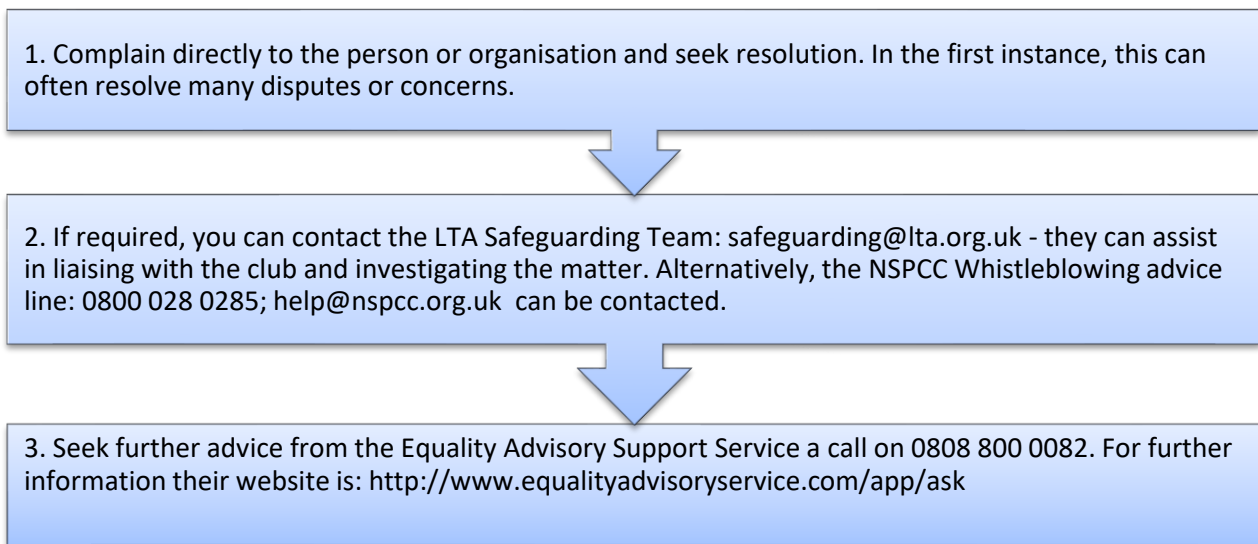 1. Complain directly to the person or organisation and seek resolution. In the first instance, this can
often resolve many disputes or concerns.
2. If required, you can contact the LTA Safeguarding Team: safeguarding@lta.org.uk - they can assist
in liaising with the club and investigating the matter. Alternatively, the NSPCC Whistleblowing advice
line: 0800 028 0285; help@nspcc.org.uk  can be contacted.
3. Seek further advice from the Equality Advisory Support Service a call on 0808 800 0082. For further
information their website is: http://www.equalityadvisoryservice.com/app/ask